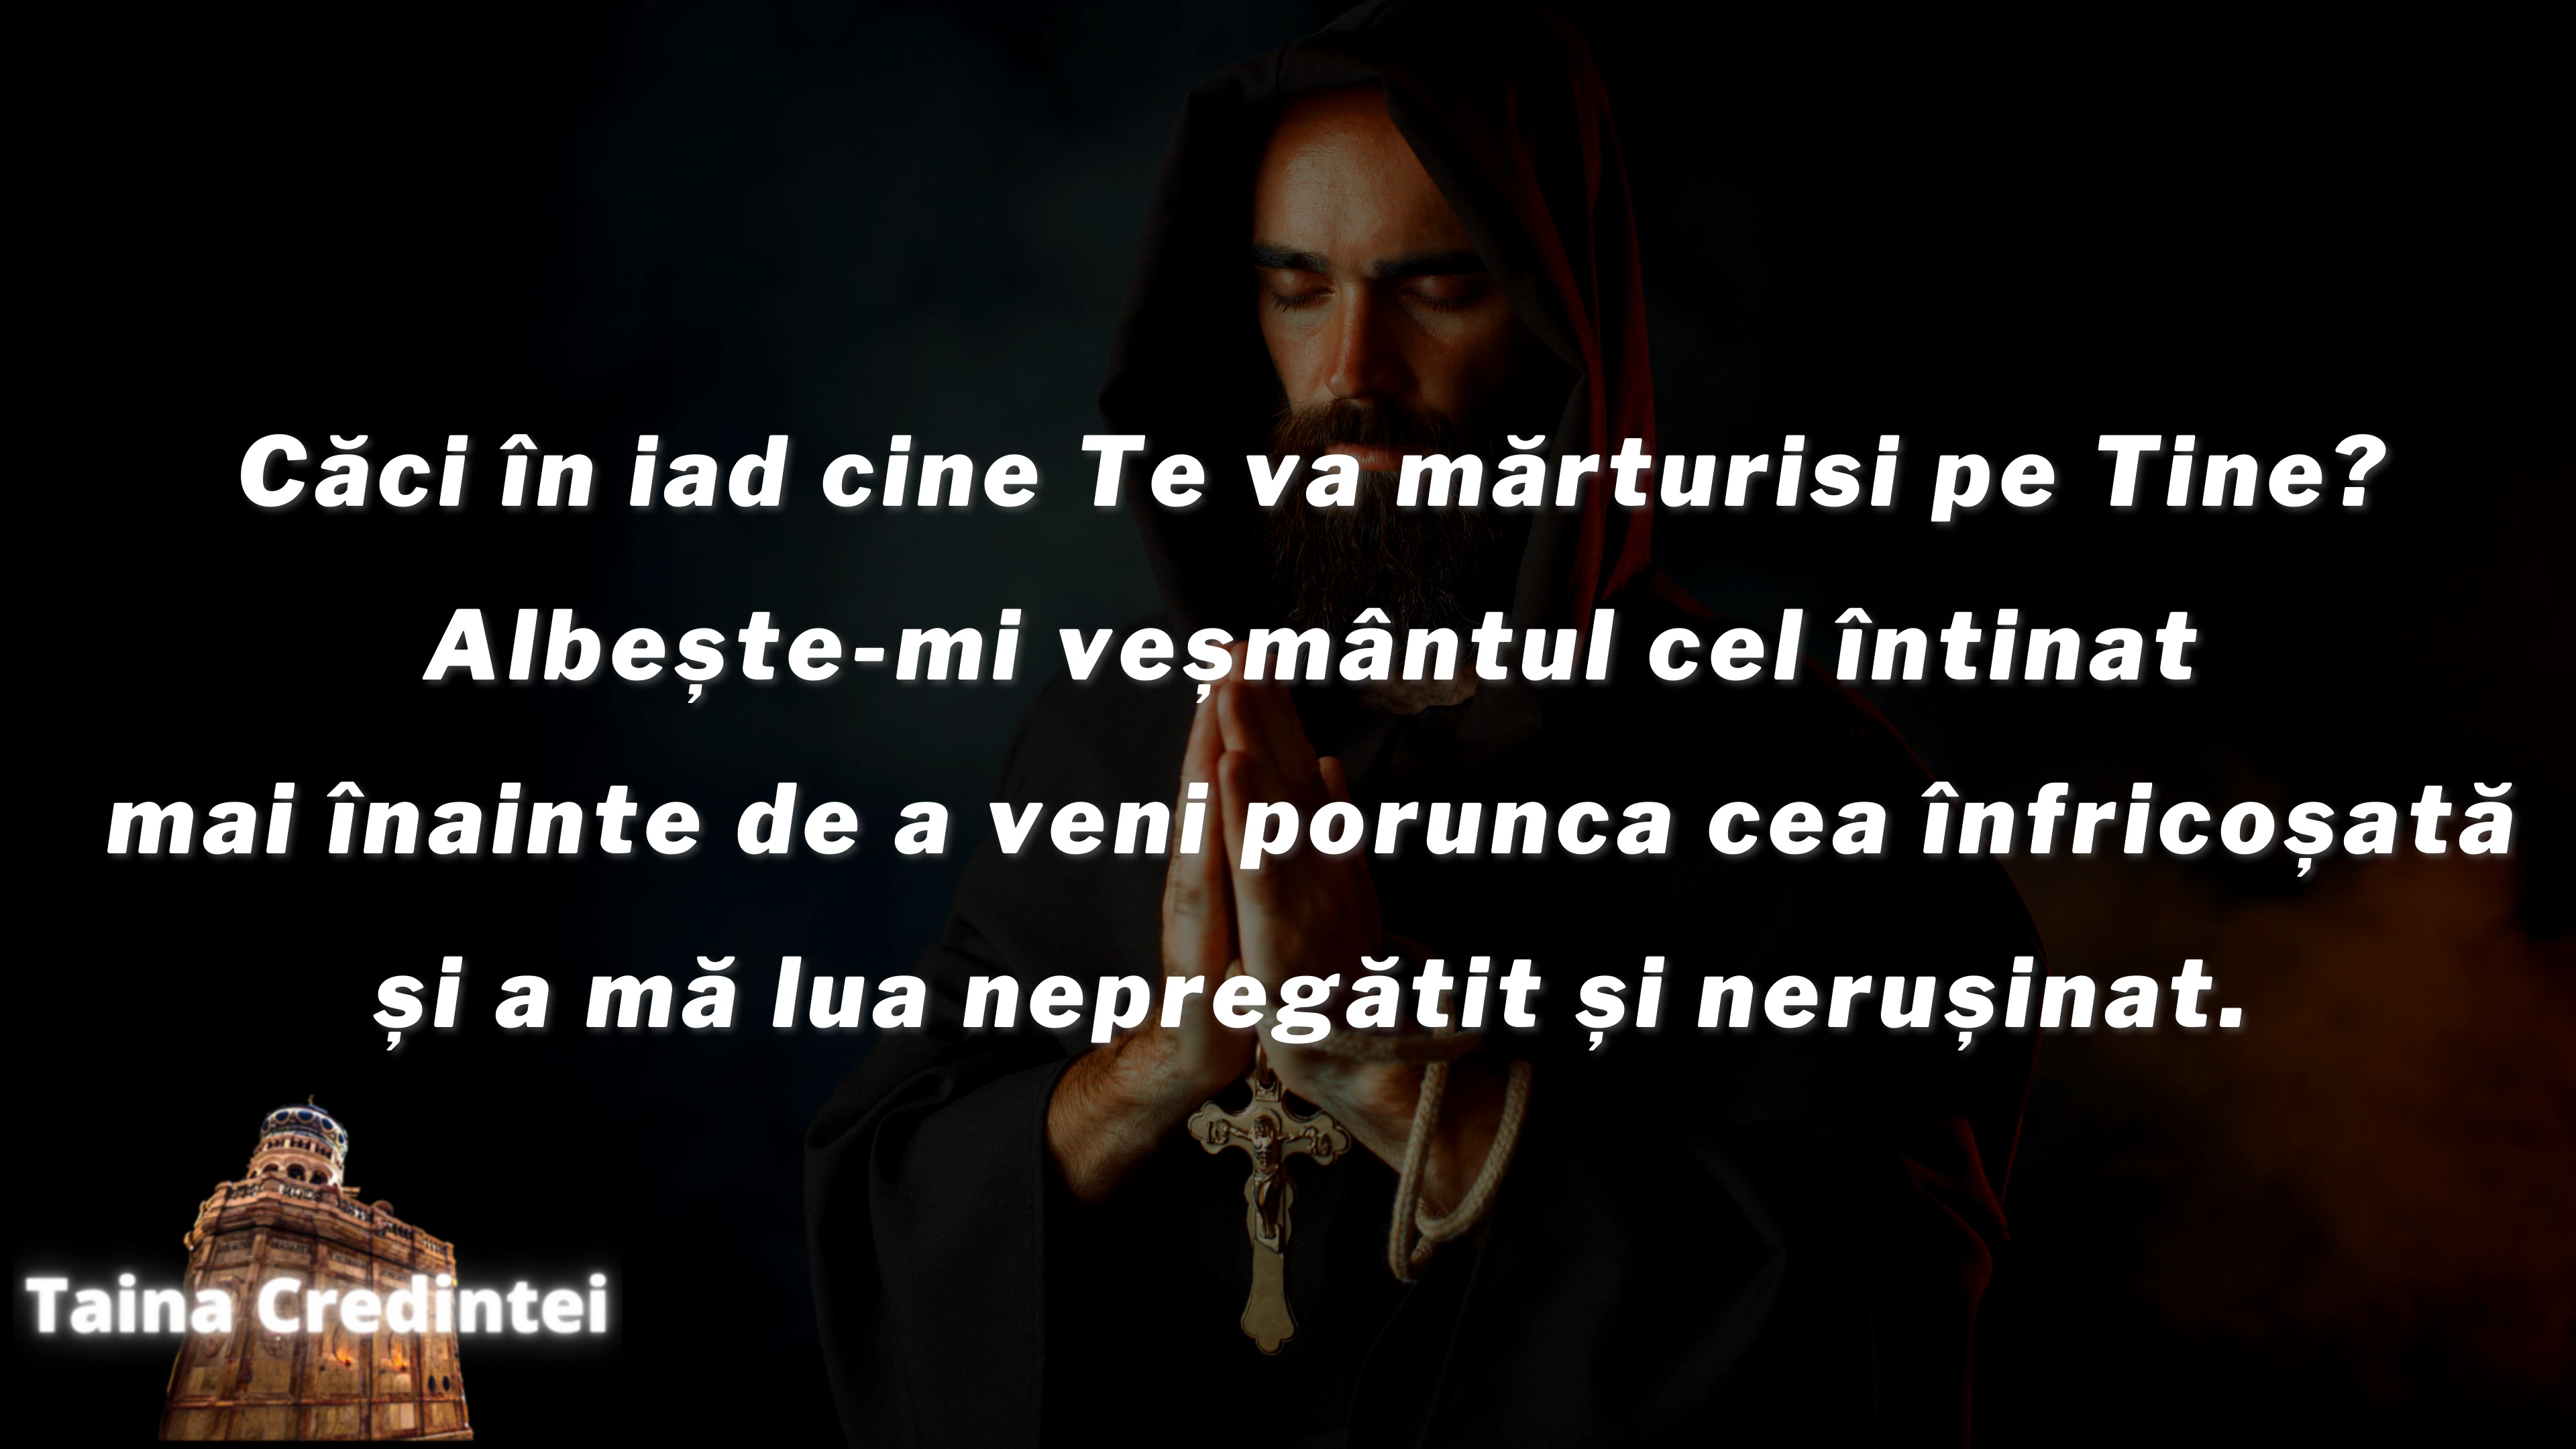 Căci în iad cine Te va mărturisi pe Tine?
Albește-mi veșmântul cel întinat
mai înainte de a veni porunca cea înfricoșată
și a mă lua nepregătit și nerușinat.
Taina Credintei